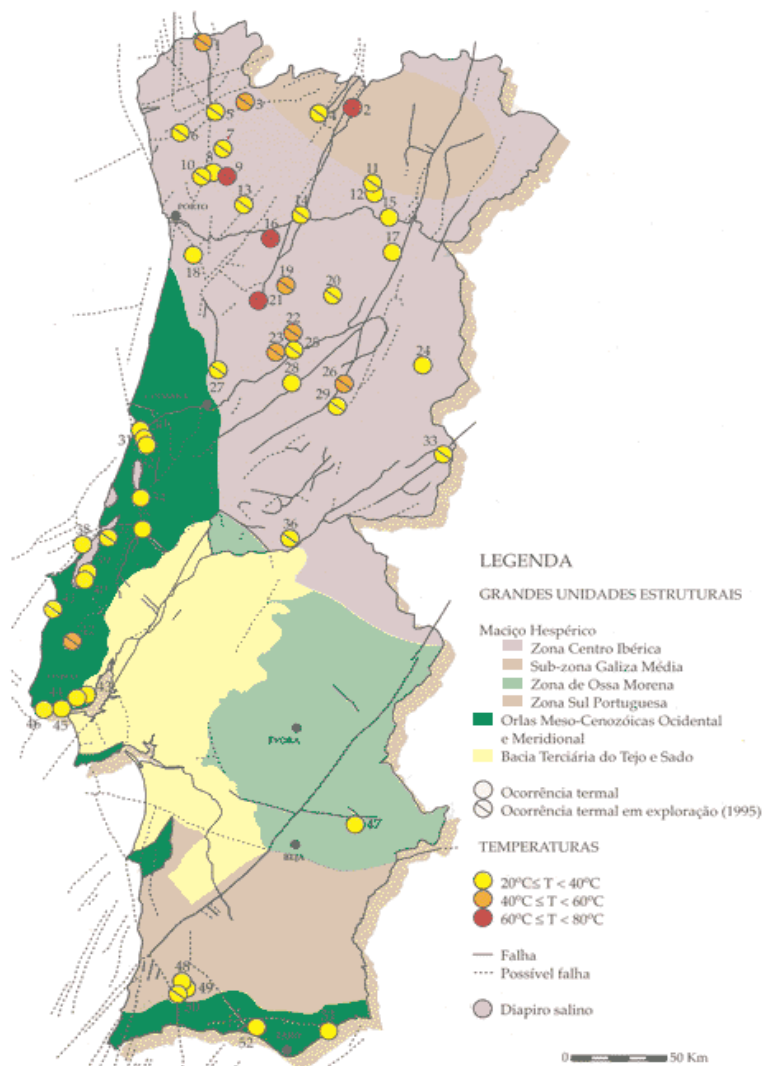 1
2
3
4
5
6
7
8
9
10
11
12
13
14
15
PORTO
16
17
18
19
20
21
22
23
25
24
26
27
28
29
33
36
38
ÉVORA
47
BEJA
46
45
48
49
52
LEGENDA
GRANDES UNIDADES ESTRUTURAIS
Maciço Hespérico
Zona Centro Ibérica
Sub-zona Galiza Média
Zona de Ossa Morena
Zona Sul Portuguesa
Orlas Meso-Cenozóicas Ocidental
e Meridional
Bacia Terciária do Tejo e Sado
Ocorrência termal
Ocorrência termal em exploração (1995)
TEMPERATURAS
20ºC≤ T < 40ºC
40ºC ≤ T < 60ºC
60ºC ≤ T < 80ºC
Falha
Possível falha
Diapiro salino
0 50 Km